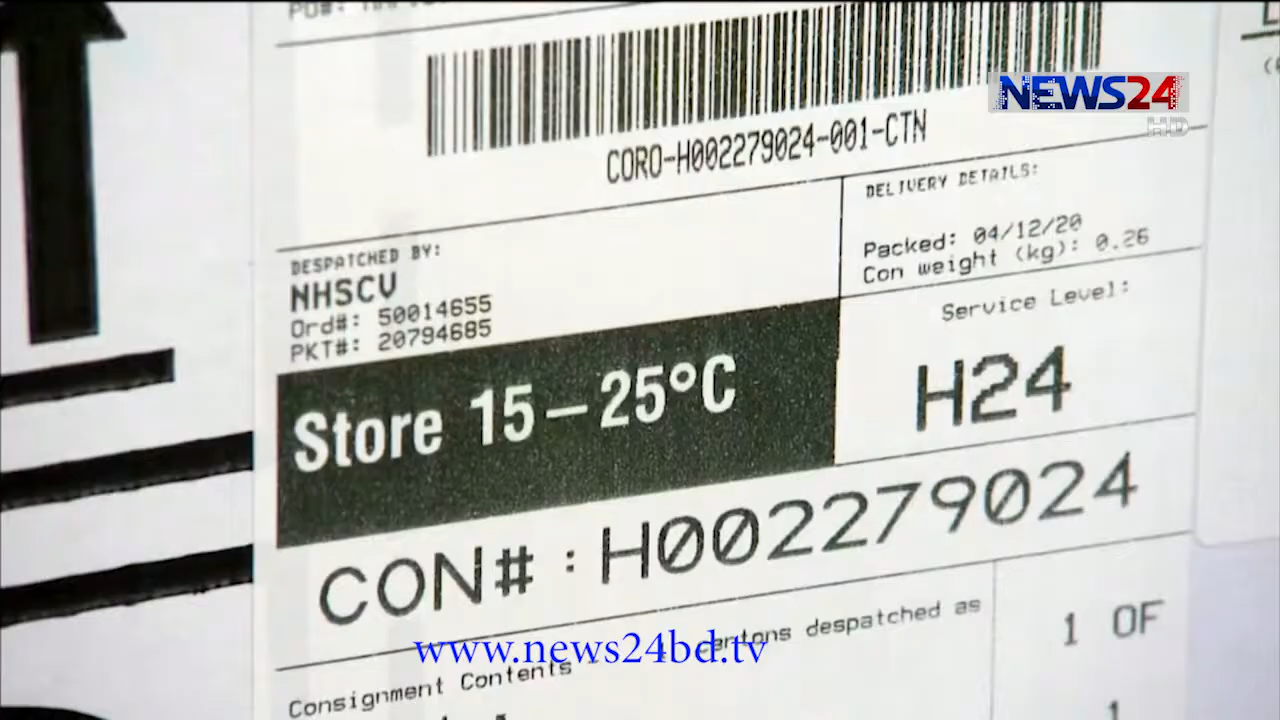 PO#:
NEWS24
HD
CORO-H002279024-001-CTN
DELIVERY DETAILS:
Packed: 04/12/20
Con weight (kg): 0.26
DESPATCHED BY:
NHSCV
Ord#: 50014655
PKT#: 20794685
Service Level:
H24
Store 15–25°C
CON# : H002279024
Consignment Contents
despatched as
1 OF
1
www.news24bd.tv